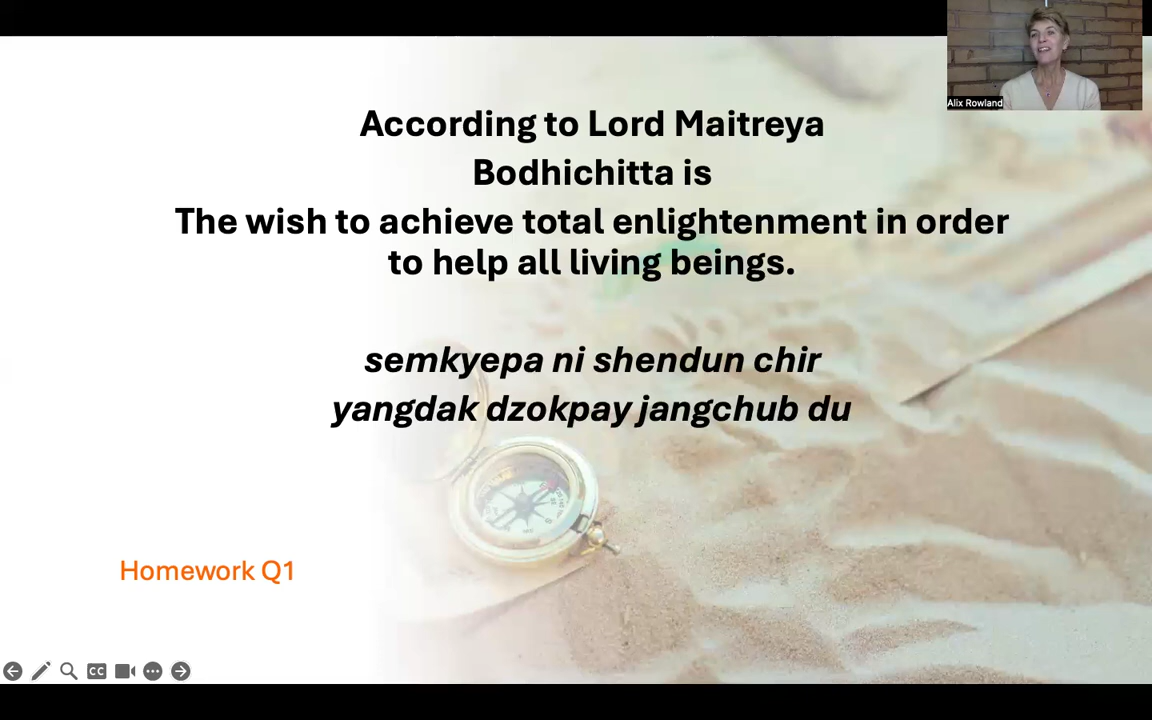 Alix Rowland
According to Lord Maitreya
Bodhichitta is
The wish to achieve total enlightenment in order
to help all living beings.
semkyepa ni shendun chir
yangdak dzokpay jangchub du
Homework Q1
CC